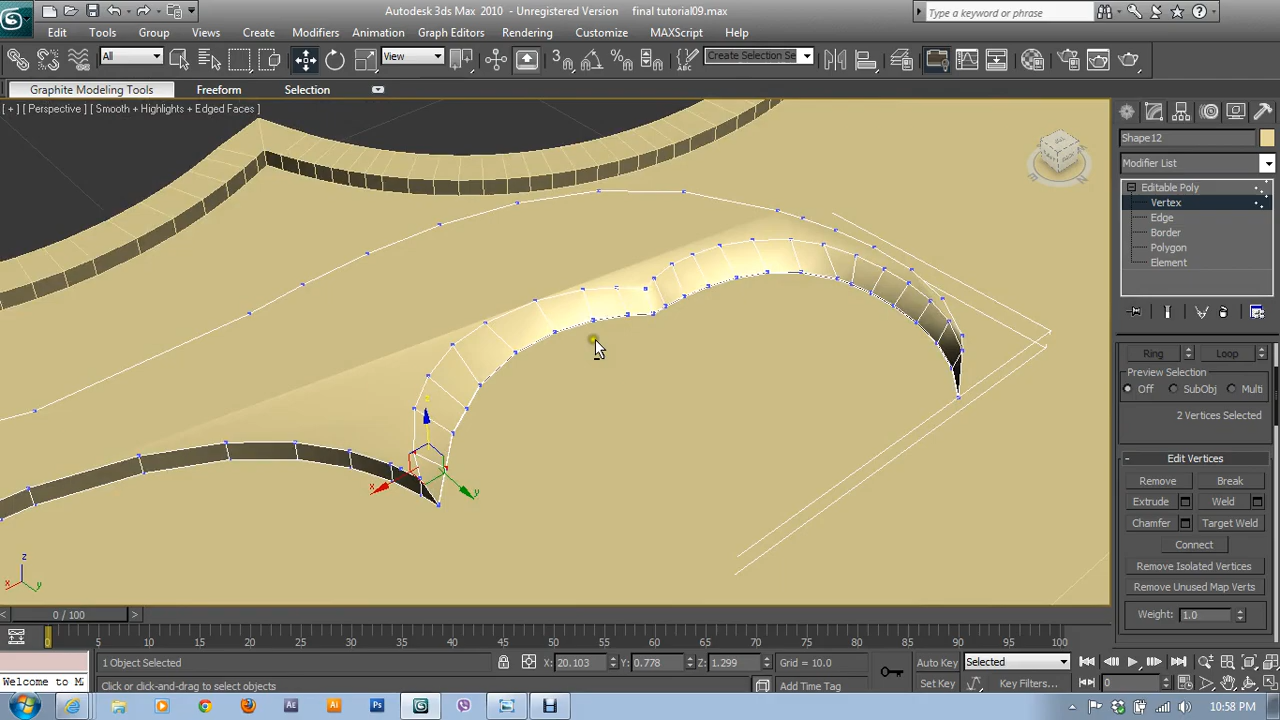 Autodesk 3ds Max 2010 - Unregistered Version final tutorial09.max
Type a keyword or phrase
Edit Tools Group Views Create Modifiers Animation Graph Editors Rendering Customize MAXScript Help
All View 3 Create Selection Se
Graphite Modeling Tools Freeform Selection
[ + ] [ Perspective ] [ Smooth + Highlights + Edged Faces ]
Shape12
Modifier List
Editable Poly
Vertex
Edge
Border
Polygon
Element
Ring Loop
Preview Selection
Off SubObj Multi
2 Vertices Selected
- Edit Vertices
Remove Break
Extrude Weld
Chamfer Target Weld
Connect
Remove Isolated Vertices
Remove Unused Map Verts
Weight: 1.0
x y
z
x y
< 0 / 100 >
0 5 10 15 20 25 30 35 40 45 50 55 60 65 70 75 80 85 90 95 100
1 Object Selected X: 20.103 Y: 0.778 Z: 1.299 Grid = 10.0 Auto Key Selected
Welcome to M Click or click-and-drag to select objects Add Time Tag Set Key Key Filters... 0
Ae Ai Ps 10:58 PM